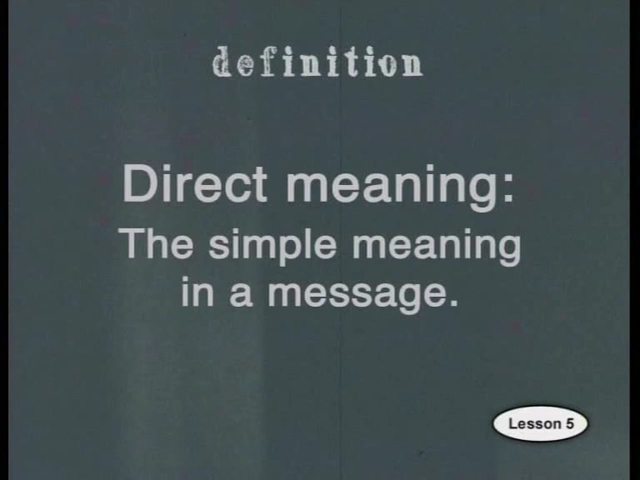 definition
Direct meaning:
The simple meaning
in a message.
Lesson 5